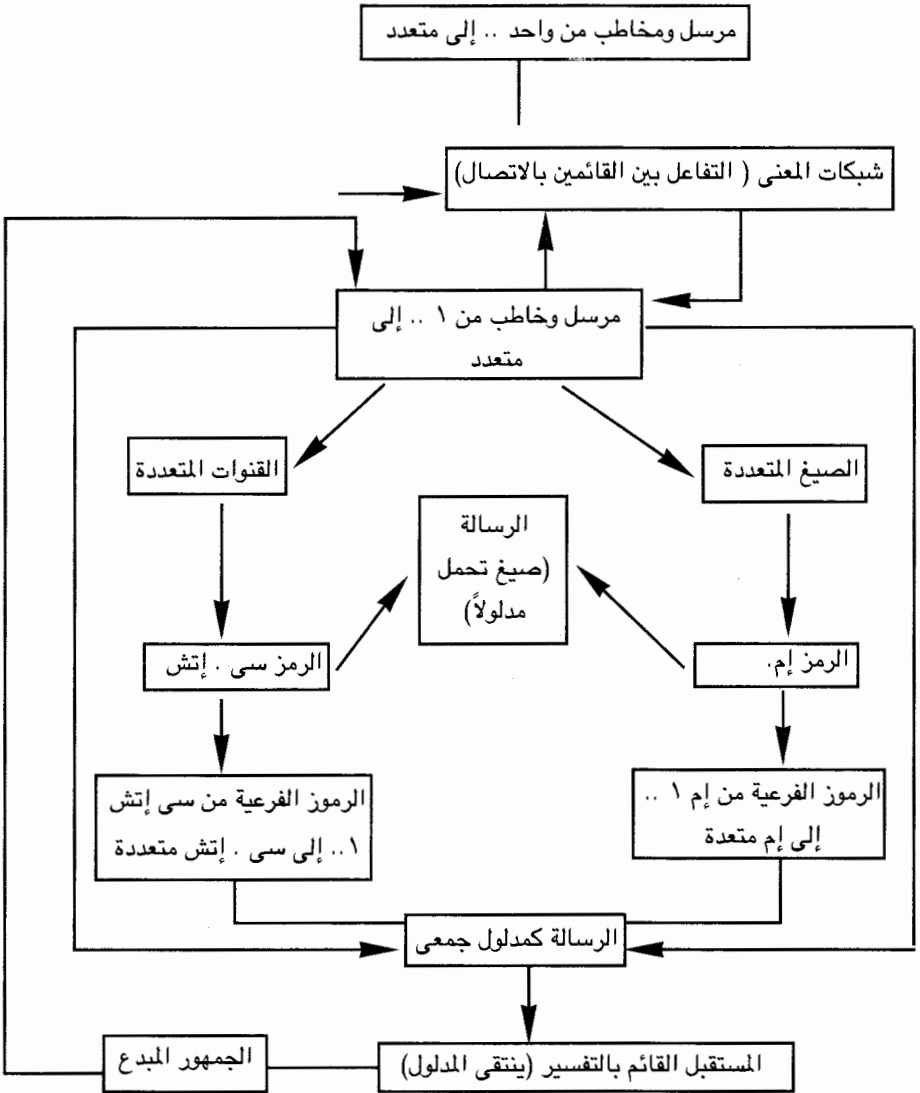 مرسل ومخاطب من واحد .. إلى متعدد
شبكات المعنى ( التفاعل بين القائمين بالاتصال)
مرسل وخاطب من ١ .. إلى
متعدد
الصيغ المتعددة
القنوات المتعددة
الرسالة
(صيغ تحمل
مدلولاً)
الرمز إم.
الرمز سى . إتش
الرموز الفرعية من إم ١ ..
إلى إم متعدة
الرموز الفرعية من سى إتش
١.. إلى سى . إتش متعددة
الرسالة كمدلول جمعى
المستقبل القائم بالتفسير (ينتقى المدلول)
الجمهور المبدع